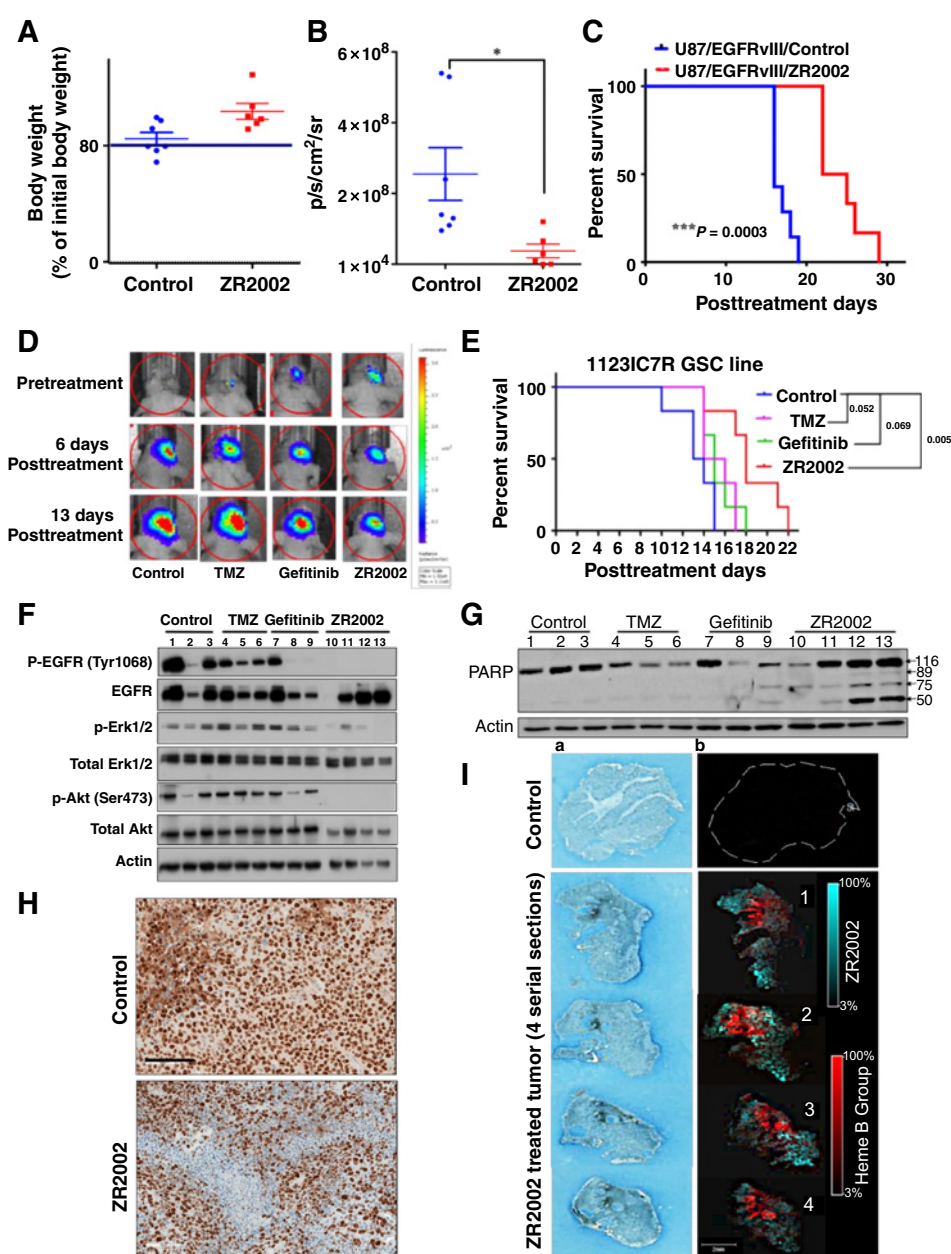 A
Body weight
(% of initial body weight)
80
0
Control
ZR2002
B
p/s/cm²/sr
6×10⁸
4×10⁸
2×10⁸
1×10⁴
*
Control
ZR2002
C
U87/EGFRvIII/Control
U87/EGFRvIII/ZR2002
Percent survival
100
50
0
***P = 0.0003
0
10
20
30
Posttreatment days
D
Pretreatment
6 days
Posttreatment
13 days
Posttreatment
Control
TMZ
Gefitinib
ZR2002
E
1123IC7R GSC line
Percent survival
100
50
0
Control
TMZ
Gefitinib
ZR2002
0.052
0.069
0.005
0 2 4 6 8 10 12 14 16 18 20 22
Posttreatment days
F
Control TMZ Gefitinib ZR2002
1 2 3 4 5 6 7 8 9 10 11 12 13
P-EGFR (Tyr1068)
EGFR
p-Erk1/2
Total Erk1/2
p-Akt (Ser473)
Total Akt
Actin
G
Control TMZ Gefitinib ZR2002
1 2 3 4 5 6 7 8 9 10 11 12 13
PARP
116
89
75
50
Actin
H
Control
ZR2002
I
a
b
Control
ZR2002 treated tumor (4 serial sections)
1
2
3
4
100%
ZR2002
3%
100%
Heme B Group
3%
2mm